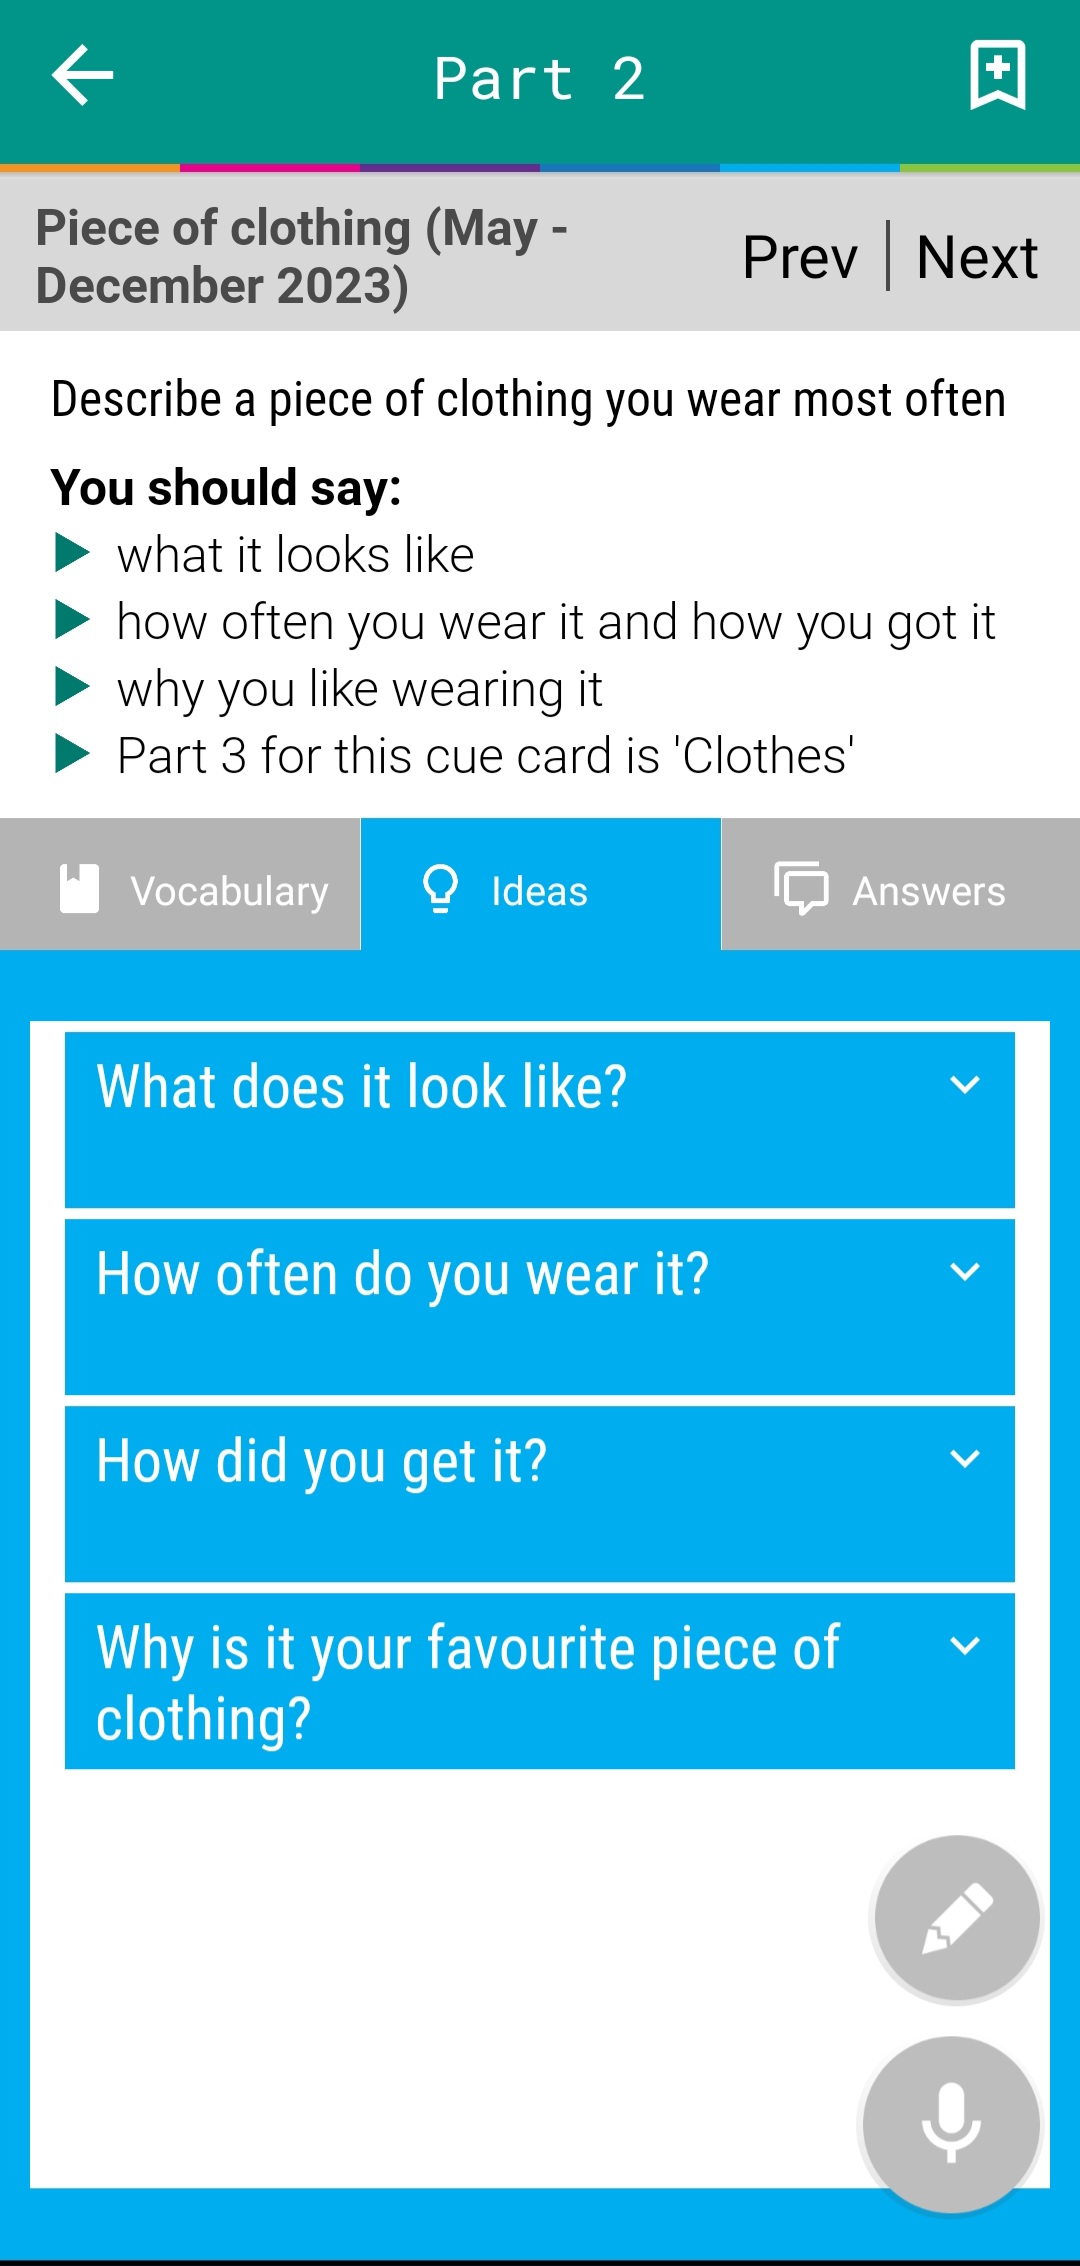 Part 2
Piece of clothing (May -
December 2023)
Prev | Next
Describe a piece of clothing you wear most often
You should say:
what it looks like
how often you wear it and how you got it
why you like wearing it
Part 3 for this cue card is 'Clothes'
Vocabulary Ideas Answers
What does it look like?
How often do you wear it?
How did you get it?
Why is it your favourite piece of
clothing?